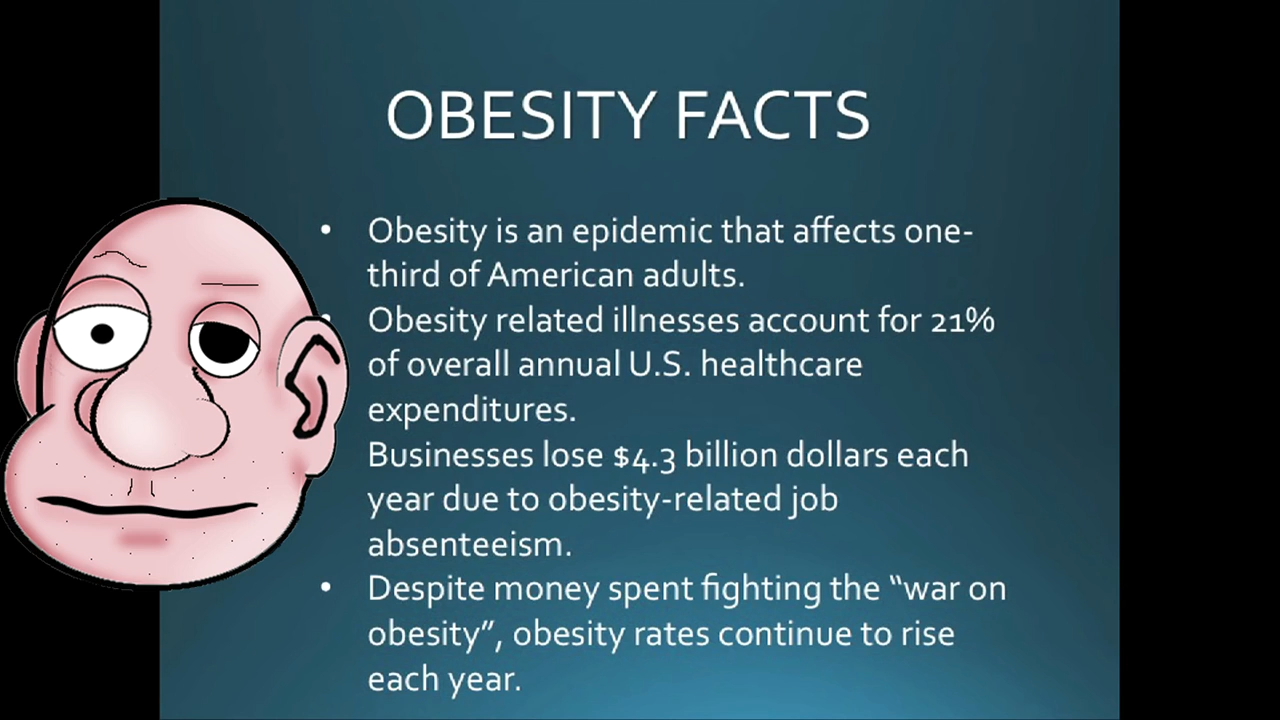 OBESITY FACTS
• Obesity is an epidemic that affects one-
third of American adults.
• Obesity related illnesses account for 21%
of overall annual U.S. healthcare
expenditures.
Businesses lose $4.3 billion dollars each
year due to obesity-related job
absenteeism.
• Despite money spent fighting the “war on
obesity”, obesity rates continue to rise
each year.